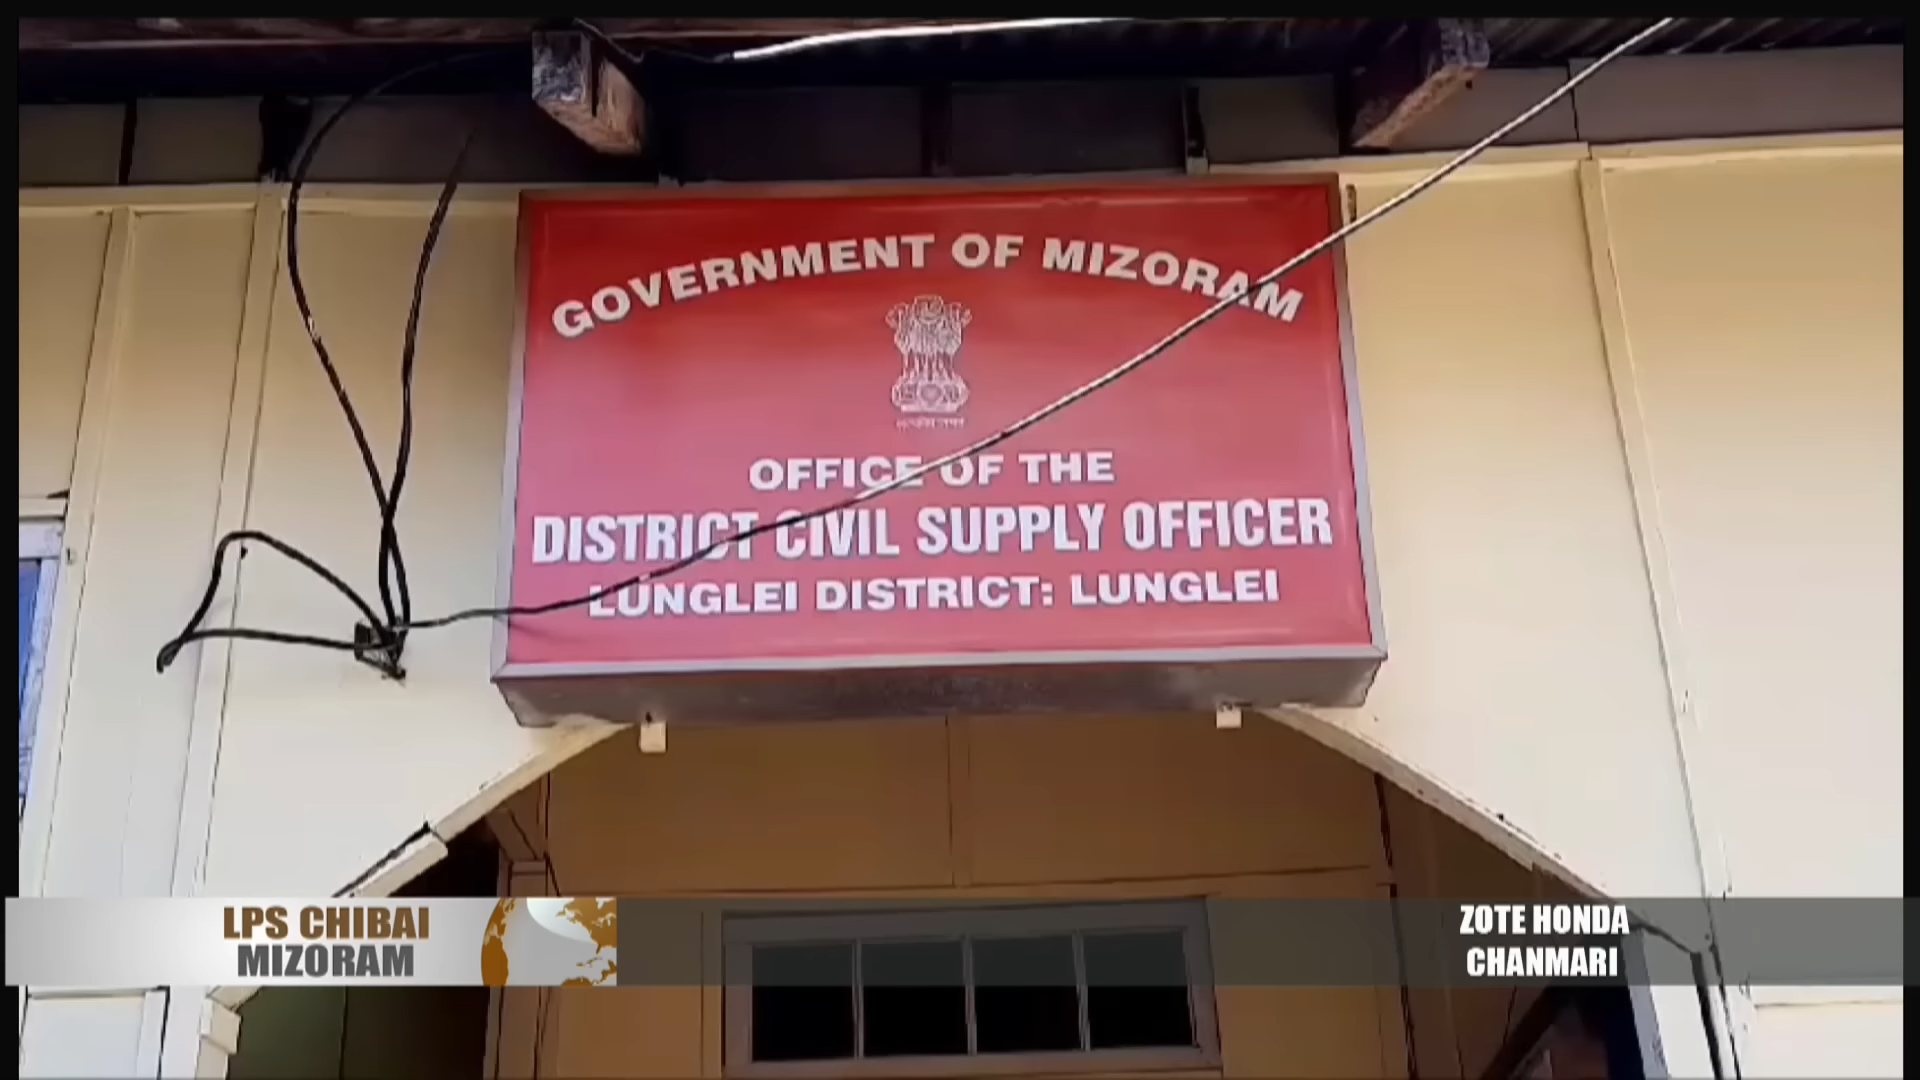 GOVERNMENT OF MIZORAM
OFFICE OF THE
DISTRICT CIVIL SUPPLY OFFICER
LUNGLEI DISTRICT: LUNGLEI
LPS CHIBAI
MIZORAM
ZOTE HONDA
CHANMARI